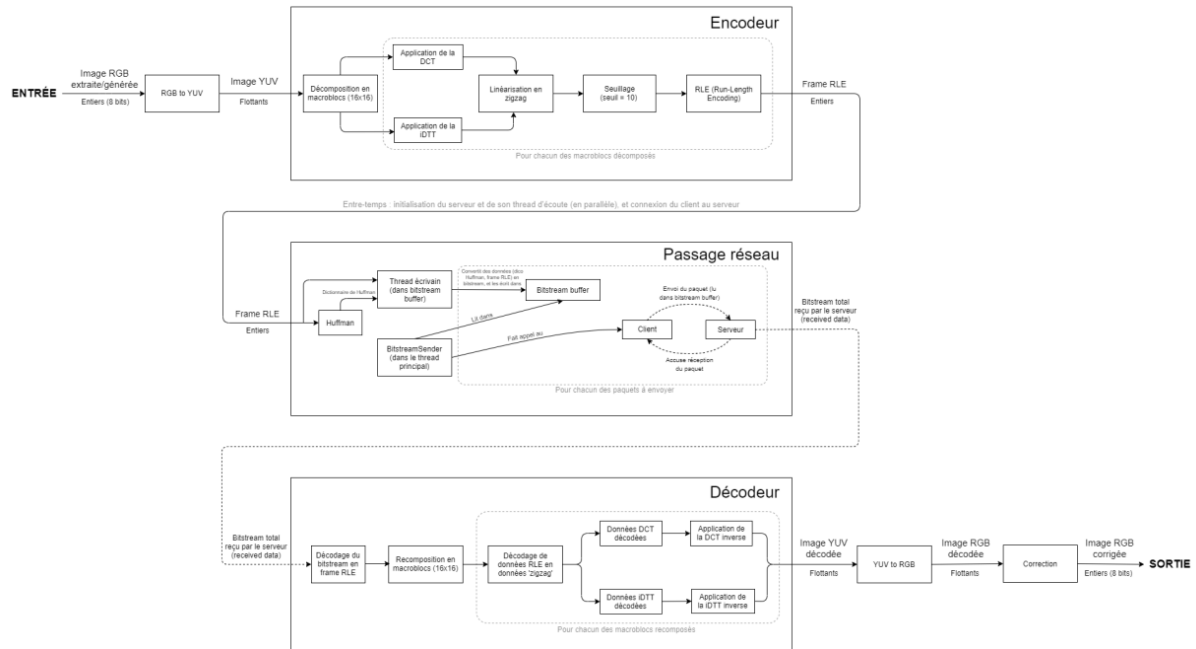 Encodeur
ENTRÉE
Image RGB
extraite/générée
Entiers (8 bits)
RGB to YUV
Image YUV
Flottants
Décomposition en
macroblocs (16x16)
Application de la
DCT
Application de la
iDTT
Linéarisation en
zigzag
Seuillage
(seuil = 10)
RLE (Run-Length
Encoding)
Frame RLE
Entiers
Pour chacun des macroblocs décomposés
Entre-temps : initialisation du serveur et de son thread d'écoute (en parallèle), et connexion du client au serveur
Passage réseau
Frame RLE
Entiers
Huffman
Dictionnaire de Huffman
Thread écrivain
(dans bitstream
buffer)
Convertit des données (dico
Huffman, frame RLE) en
bitstream, et les écrit dans
Bitstream buffer
BitstreamSender
(dans le thread
principal)
Lit dans
Fait appel au
Envoi du paquet (lu
dans bitstream buffer)
Client
Serveur
Accuse réception
du paquet
Pour chacun des paquets à envoyer
Bitstream total
reçu par le serveur
(received data)
Décodeur
Bitstream total
reçu par le serveur
(received data)
Décodage du
bitstream en
frame RLE
Recomposition en
macroblocs (16x16)
Décodage de
données RLE en
données 'zigzag'
Données DCT
décodées
Application de
la DCT inverse
Données iDTT
décodées
Application de
la iDTT inverse
Pour chacun des macroblocs recomposés
Image YUV
décodée
Flottants
YUV to RGB
Image RGB
décodée
Flottants
Correction
Image RGB
corrigée
Entiers (8 bits)
SORTIE